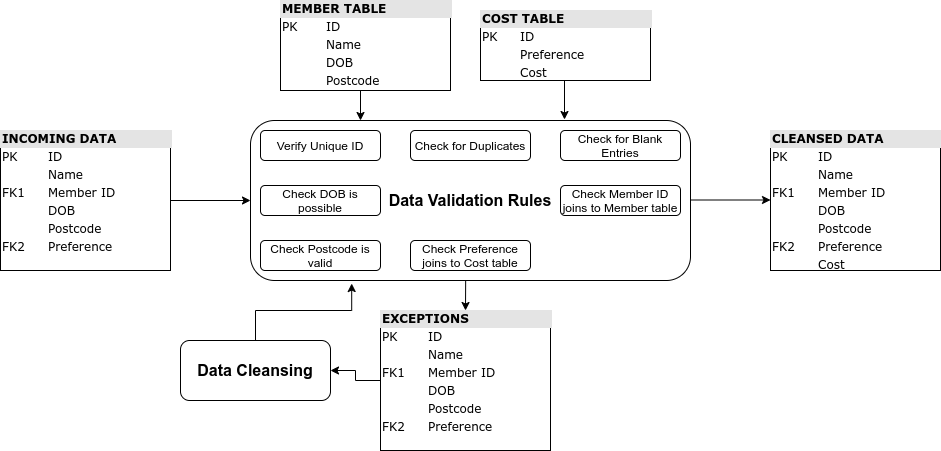 MEMBER TABLE
PK ID
Name
DOB
Postcode
COST TABLE
PK ID
Preference
Cost
INCOMING DATA
PK ID
Name
FK1 Member ID
DOB
Postcode
FK2 Preference
Verify Unique ID
Check for Duplicates
Check for Blank
Entries
Check DOB is
possible
Data Validation Rules
Check Member ID
joins to Member table
Check Postcode is
valid
Check Preference
joins to Cost table
CLEANSED DATA
PK ID
Name
FK1 Member ID
DOB
Postcode
FK2 Preference
Cost
Data Cleansing
EXCEPTIONS
PK ID
Name
FK1 Member ID
DOB
Postcode
FK2 Preference